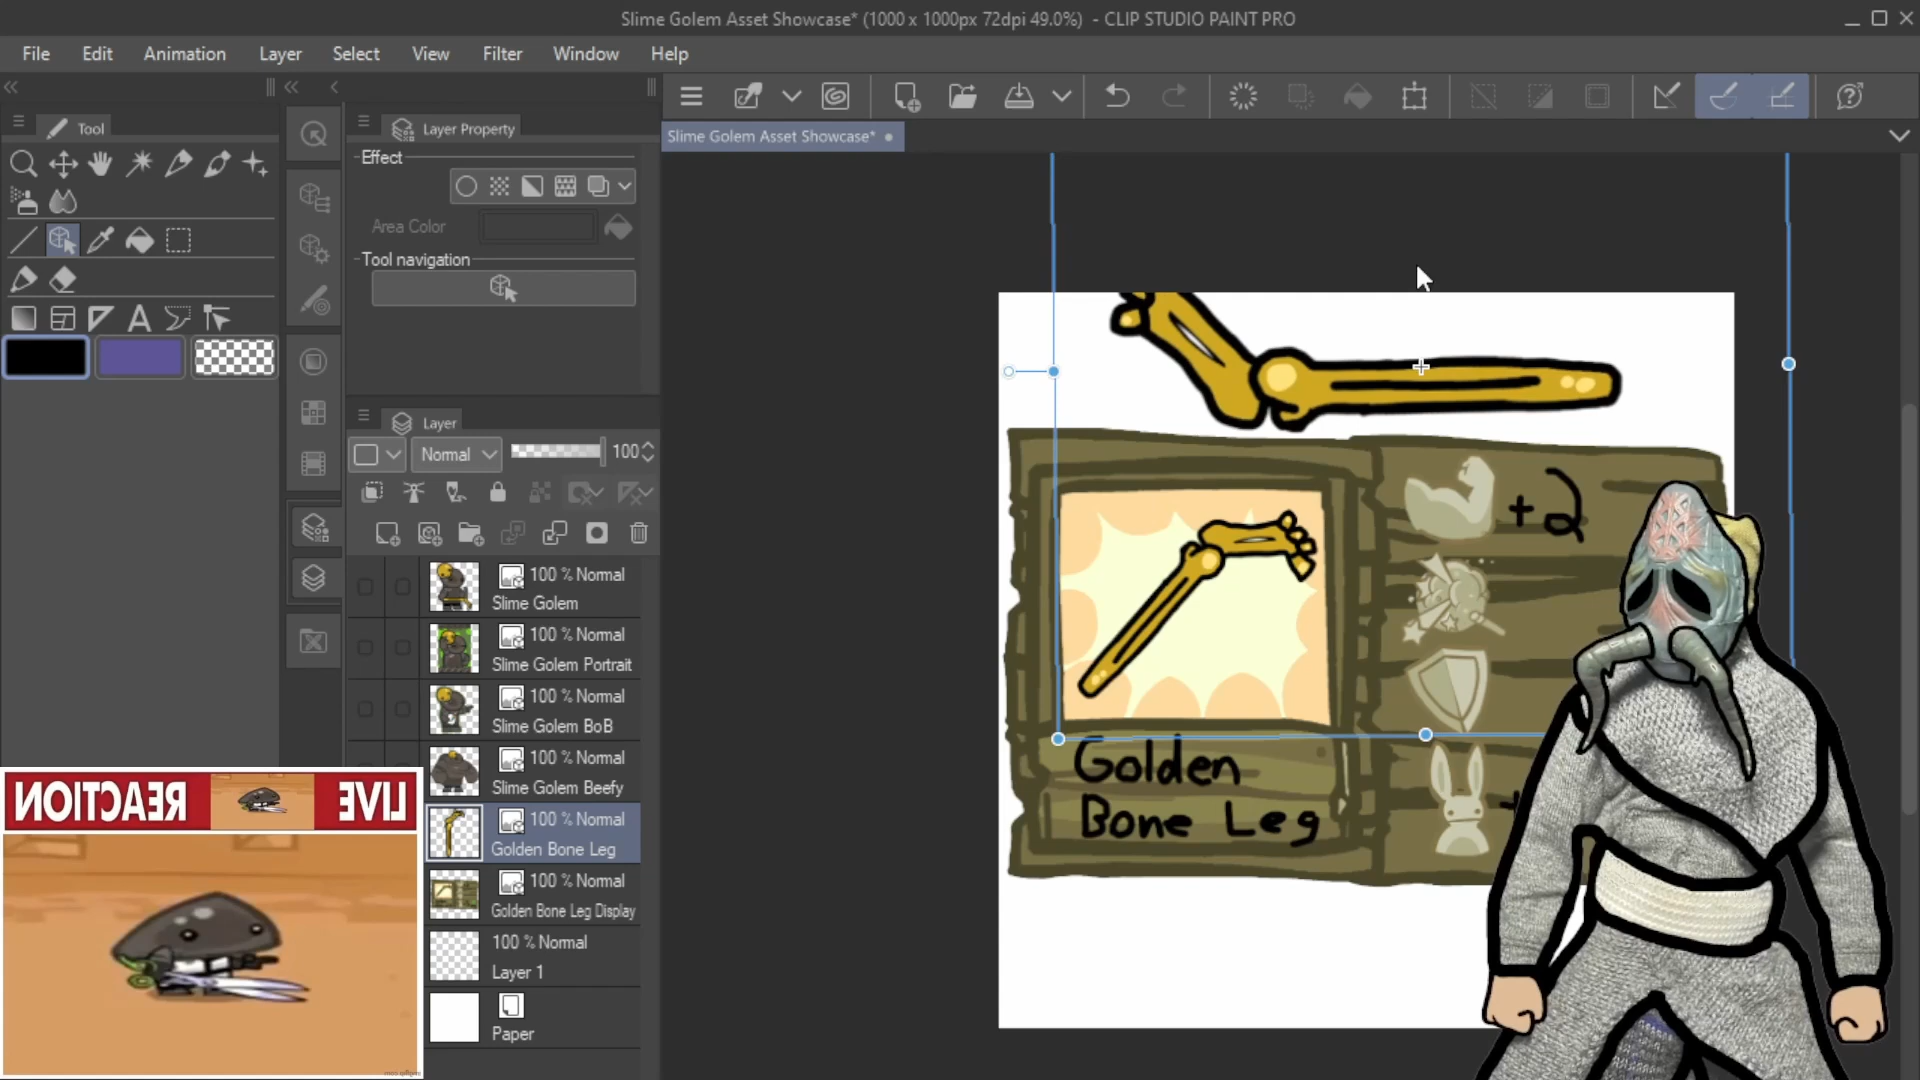 Slime Golem Asset Showcase* (1000 x 1000px 72dpi 49.0%) - CLIP STUDIO PAINT PRO
File Edit Animation Layer Select View Filter Window Help
Tool
Layer Property
Slime Golem Asset Showcase*
Effect
Area Color
Tool navigation
Layer
Normal 100
100 % Normal
Slime Golem
100 % Normal
Slime Golem Portrait
100 % Normal
Slime Golem BoB
100 % Normal
Slime Golem Beefy
100 % Normal
Golden Bone Leg
100 % Normal
Golden Bone Leg Display
100 % Normal
Layer 1
Paper
LIVE REACTION
+2
Golden
Bone Leg